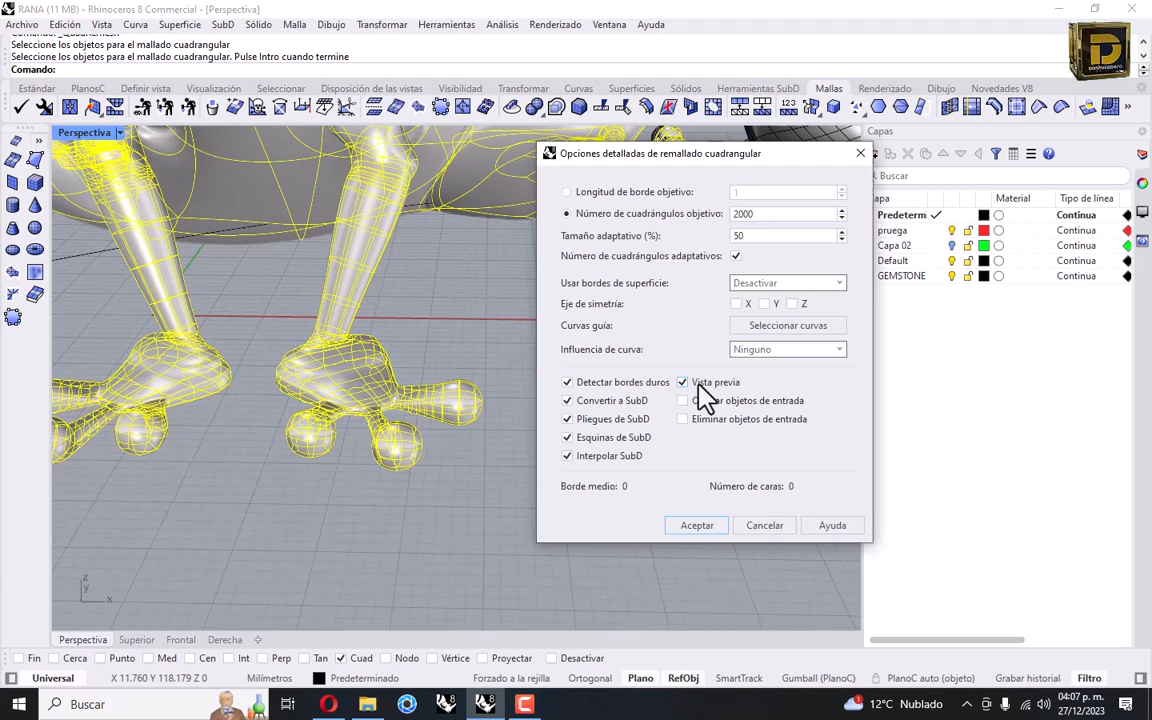 RANA (11 MB) - Rhinoceros 8 Commercial - [Perspectiva]
Archivo Edición Vista Curva Superficie SubD Sólido Malla Dibujo Transformar Herramientas Análisis Renderizado Ventana Ayuda
Seleccione los objetos para el mallado cuadrangular
Seleccione los objetos para el mallado cuadrangular. Pulse Intro cuando termine
Comando:
Estándar PlanosC Definir vista Visualización Seleccionar Disposición de las vistas Visibilidad Transformar Curvas Superficies Sólidos Herramientas SubD Mallas Renderizado Dibujo Novedades V8
Perspectiva
Capas
Buscar
Material Tipo de línea
Predeterm Continua
pruega Continua
Capa 02 Continua
Default Continua
GEMSTONE Continua
Opciones detalladas de remallado cuadrangular
Longitud de borde objetivo: 1
Número de cuadrángulos objetivo: 2000
Tamaño adaptativo (%): 50
Número de cuadrángulos adaptativos:
Usar bordes de superficie: Desactivar
Eje de simetría: X Y Z
Curvas guía: Seleccionar curvas
Influencia de curva: Ninguno
Detectar bordes duros Vista previa
Convertir a SubD objetos de entrada
Pliegues de SubD Eliminar objetos de entrada
Esquinas de SubD
Interpolar SubD
Borde medio: 0 Número de caras: 0
Aceptar Cancelar Ayuda
z
y
x
Perspectiva Superior Frontal Derecha
Fin Cerca Punto Med Cen Int Perp Tan Cuad Nodo Vértice Proyectar Desactivar
Universal X 11.760 Y 118.179 Z 0 Milímetros Predeterminado Forzado a la rejilla Ortogonal Plano RefObj SmartTrack Gumball (PlanoC) PlanoC auto (objeto) Grabar historial Filtro
Buscar 12°C Nublado 04:07 p. m.
27/12/2023